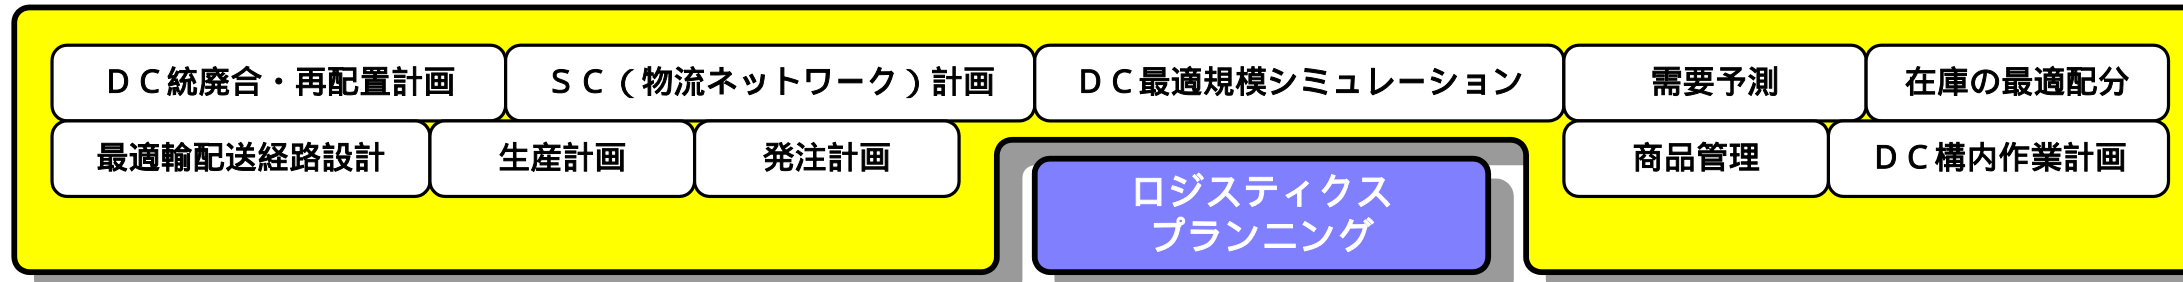 ＤＣ統廃合・再配置計画
ＳＣ（物流ネットワーク）計画
ＤＣ最適規模シミュレーション
需要予測
在庫の最適配分
最適輸配送経路設計
生産計画
発注計画
商品管理
ＤＣ構内作業計画
ロジスティクス
プランニング